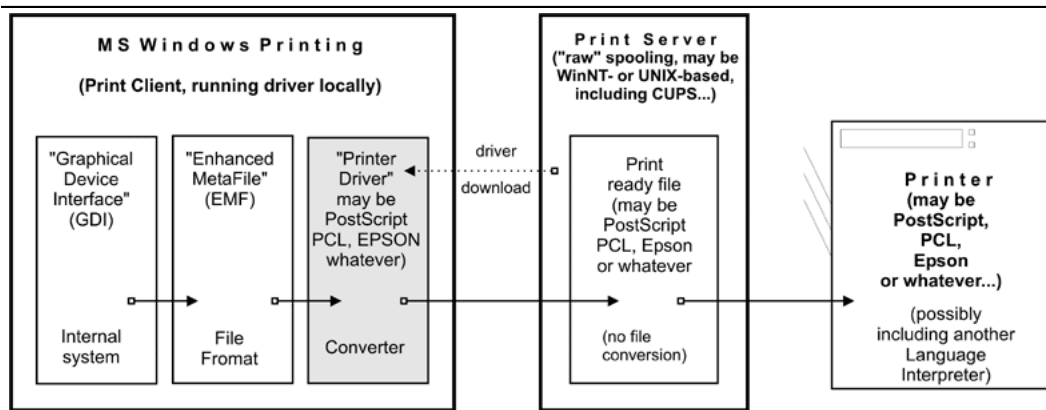 MS Windows Printing
(Print Client, running driver locally)
"Graphical
Device
Interface"
(GDI)
Internal
system
"Enhanced
MetaFile"
(EMF)
File
Fromat
"Printer
Driver"
may be
PostScript
PCL, EPSON
whatever)
Converter
driver
download
Print Server
("raw" spooling, may be
WinNT- or UNIX-based,
including CUPS...)
Print
ready file
(may be
PostScript
PCL, Epson
or whatever
(no file
conversion)
Printer
(may be
PostScript,
PCL,
Epson
or whatever...)
(possibly
including another
Language
Interpreter)